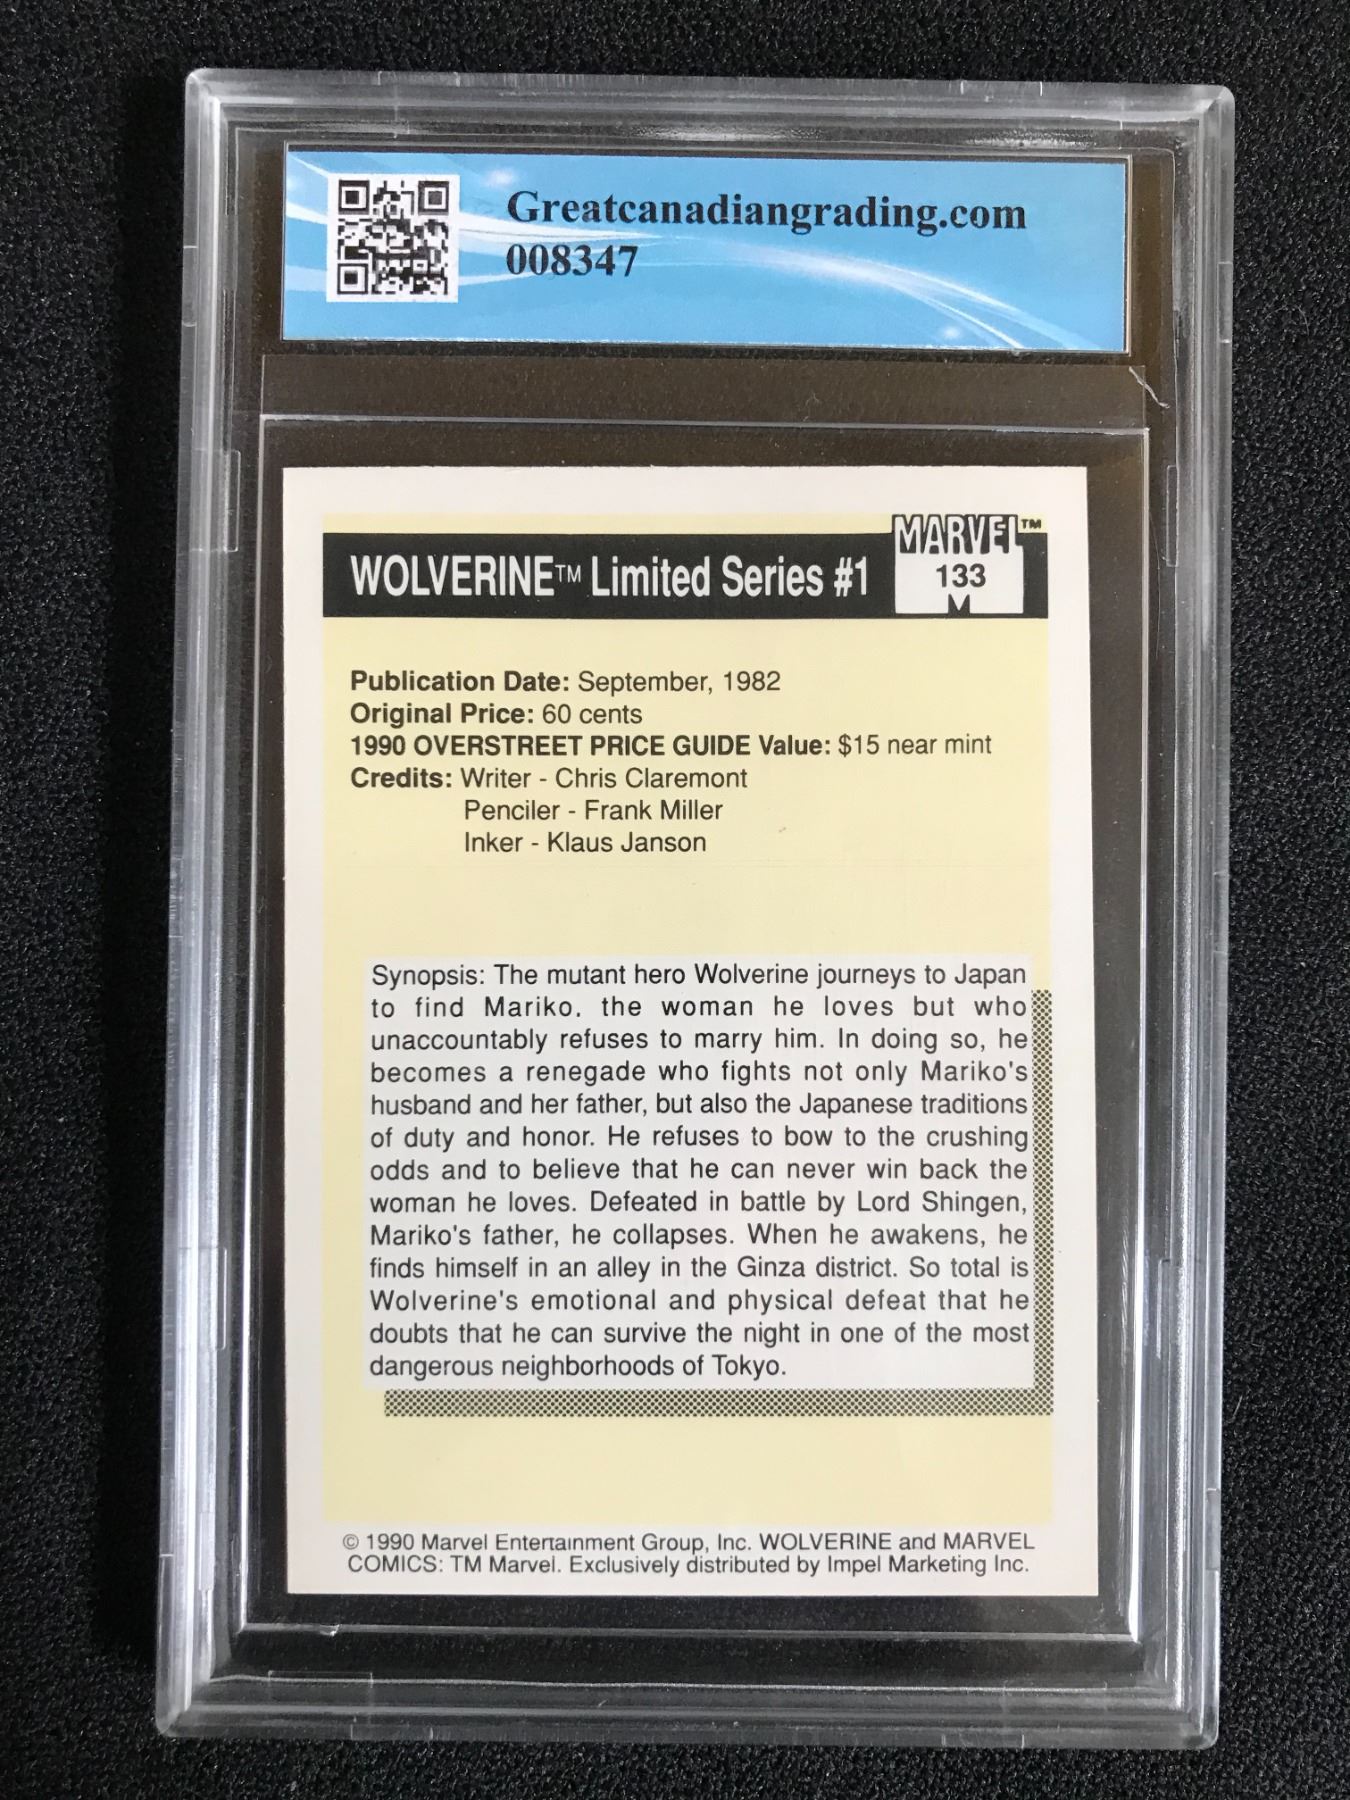 Greatcanadiangrading.com
008347
MARVEL™
WOLVERINE™ Limited Series #1
133
Publication Date: September, 1982
Original Price: 60 cents
1990 OVERSTREET PRICE GUIDE Value: $15 near mint
Credits: Writer - Chris Claremont
Penciler - Frank Miller
Inker - Klaus Janson
Synopsis: The mutant hero Wolverine journeys to Japan
to find Mariko, the woman he loves but who
unaccountably refuses to marry him. In doing so, he
becomes a renegade who fights not only Mariko's
husband and her father, but also the Japanese traditions
of duty and honor. He refuses to bow to the crushing
odds and to believe that he can never win back the
woman he loves. Defeated in battle by Lord Shingen,
Mariko's father, he collapses. When he awakens, he
finds himself in an alley in the Ginza district. So total is
Wolverine's emotional and physical defeat that he
doubts that he can survive the night in one of the most
dangerous neighborhoods of Tokyo.
© 1990 Marvel Entertainment Group, Inc. WOLVERINE and MARVEL
COMICS: TM Marvel. Exclusively distributed by Impel Marketing Inc.